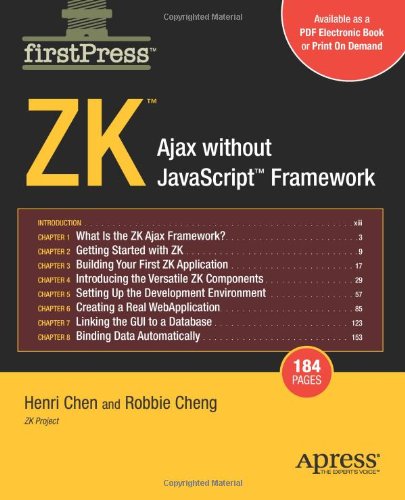 Copyrighted Material
firstPress™
Available as a
PDF Electronic Book
or Print On Demand
ZK™
Ajax without
JavaScript™ Framework
INTRODUCTION xiii
CHAPTER 1 What Is the ZK Ajax Framework? 3
CHAPTER 2 Getting Started with ZK 9
CHAPTER 3 Building Your First ZK Application 17
CHAPTER 4 Introducing the Versatile ZK Components 29
CHAPTER 5 Setting Up the Development Environment 57
CHAPTER 6 Creating a Real WebApplication 85
CHAPTER 7 Linking the GUI to a Database 123
CHAPTER 8 Binding Data Automatically 153
184
PAGES
Henri Chen and Robbie Cheng
ZK Project
Apress®
THE EXPERT'S VOICE™
Copyrighted Material